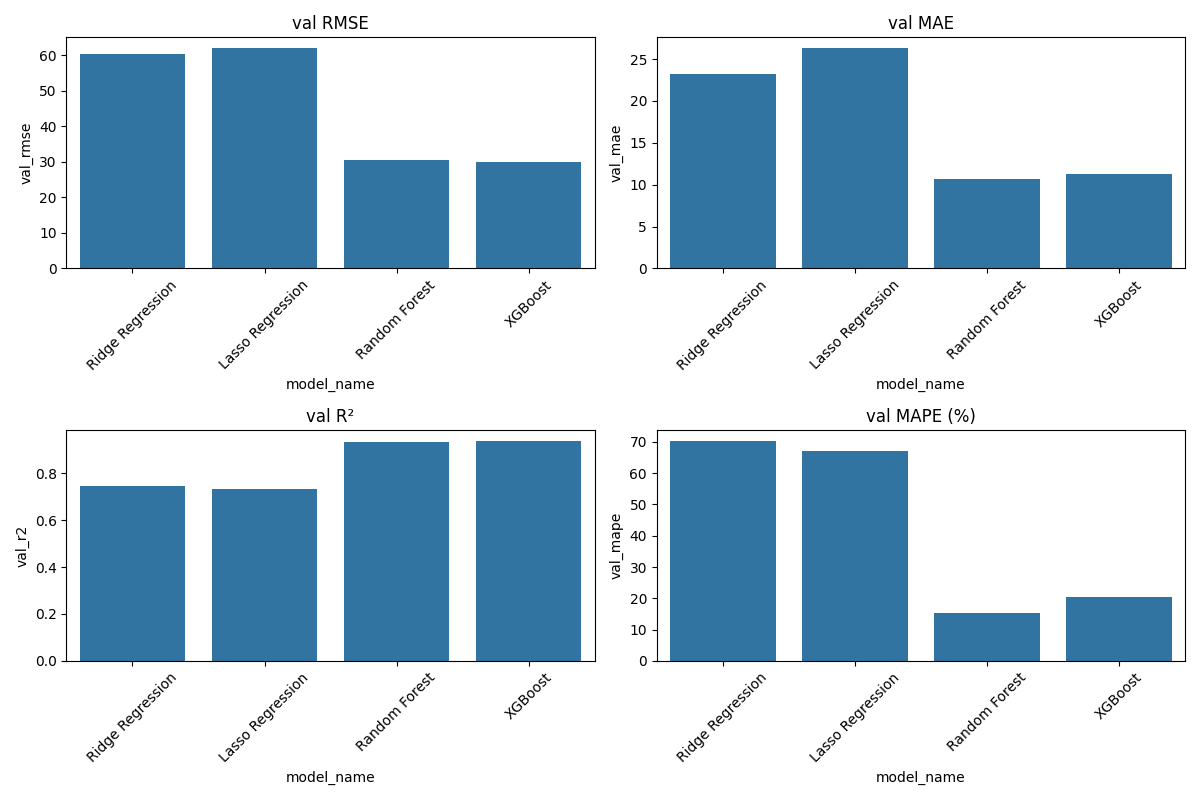 val RMSE
val_rmse
60
50
40
30
20
10
0
Ridge Regression
Lasso Regression
Random Forest
XGBoost
model_name
val MAE
val_mae
25
20
15
10
5
0
Ridge Regression
Lasso Regression
Random Forest
XGBoost
model_name
val R²
val_r2
0.8
0.6
0.4
0.2
0.0
Ridge Regression
Lasso Regression
Random Forest
XGBoost
model_name
val MAPE (%)
val_mape
70
60
50
40
30
20
10
0
Ridge Regression
Lasso Regression
Random Forest
XGBoost
model_name